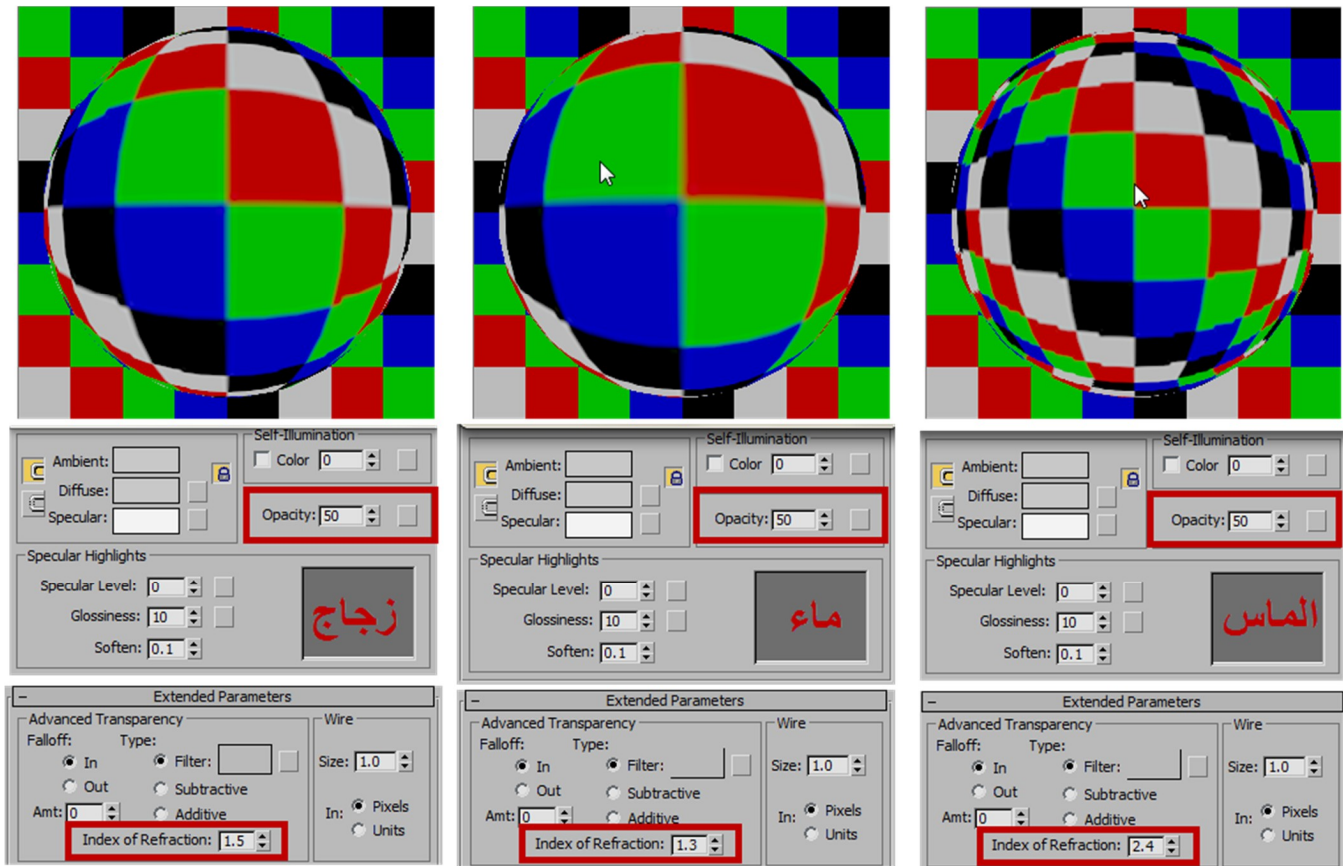 Self-Illumination
Ambient:
Color 0
Diffuse:
Specular:
Opacity: 50
Specular Highlights
Specular Level: 0
Glossiness: 10
Soften: 0.1
زجاج
Extended Parameters
Advanced Transparency
Wire
Falloff:
Type:
In
Filter:
Size: 1.0
Out
Subtractive
Amt: 0
Additive
In:
Pixels
Units
Index of Refraction: 1.5
Self-Illumination
Ambient:
Color 0
Diffuse:
Specular:
Opacity: 50
Specular Highlights
Specular Level: 0
Glossiness: 10
Soften: 0.1
ماء
Extended Parameters
Advanced Transparency
Wire
Falloff:
Type:
In
Filter:
Size: 1.0
Out
Subtractive
Amt: 0
Additive
In:
Pixels
Units
Index of Refraction: 1.3
Self-Illumination
Ambient:
Color 0
Diffuse:
Specular:
Opacity: 50
Specular Highlights
Specular Level: 0
Glossiness: 10
Soften: 0.1
الماس
Extended Parameters
Advanced Transparency
Wire
Falloff:
Type:
In
Filter:
Size: 1.0
Out
Subtractive
Amt: 0
Additive
In:
Pixels
Units
Index of Refraction: 2.4